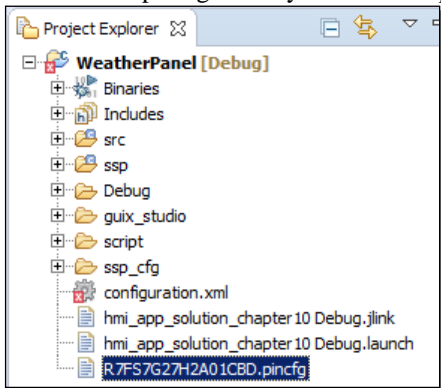 Project Explorer
WeatherPanel [Debug]
Binaries
Includes
src
ssp
Debug
guix_studio
script
ssp_cfg
configuration.xml
hmi_app_solution_chapter10 Debug.jlink
hmi_app_solution_chapter10 Debug.launch
R7FS7G27H2A01CBD.pincfg